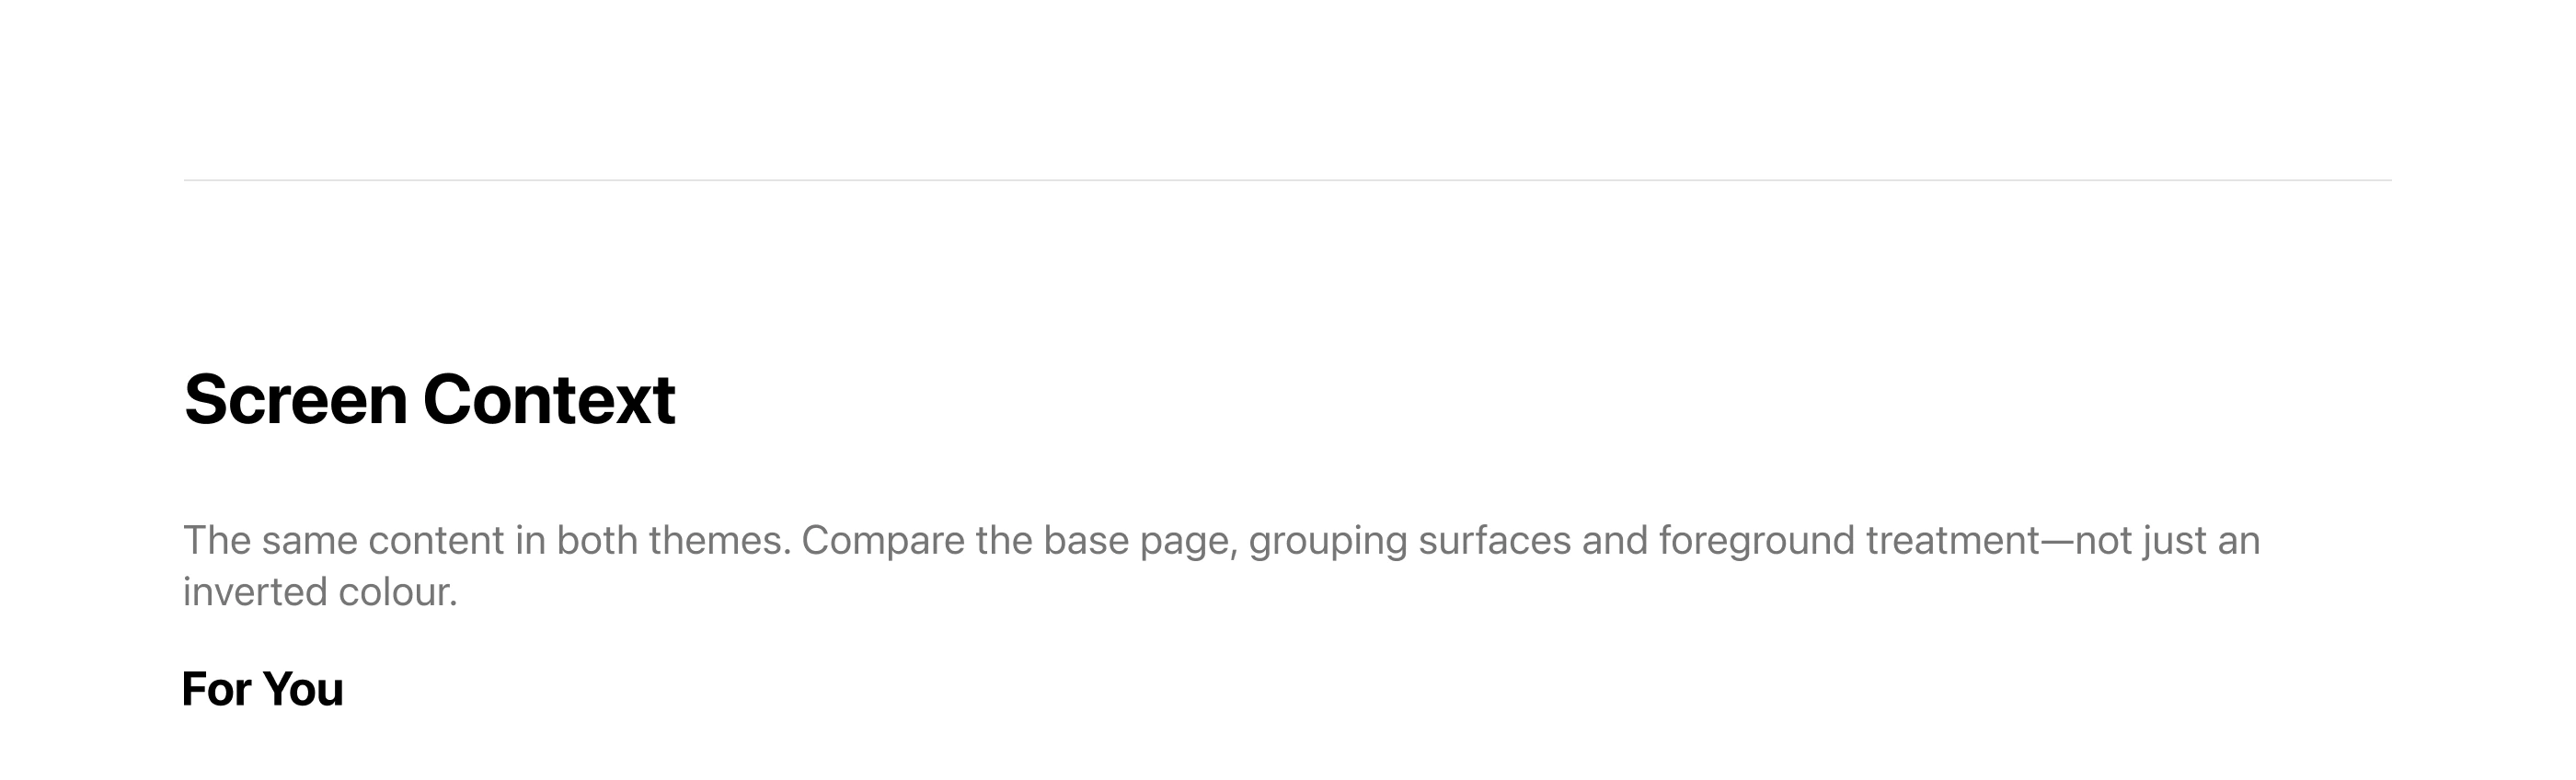 Screen Context
The same content in both themes. Compare the base page, grouping surfaces and foreground treatment—not just an
inverted colour.
For You